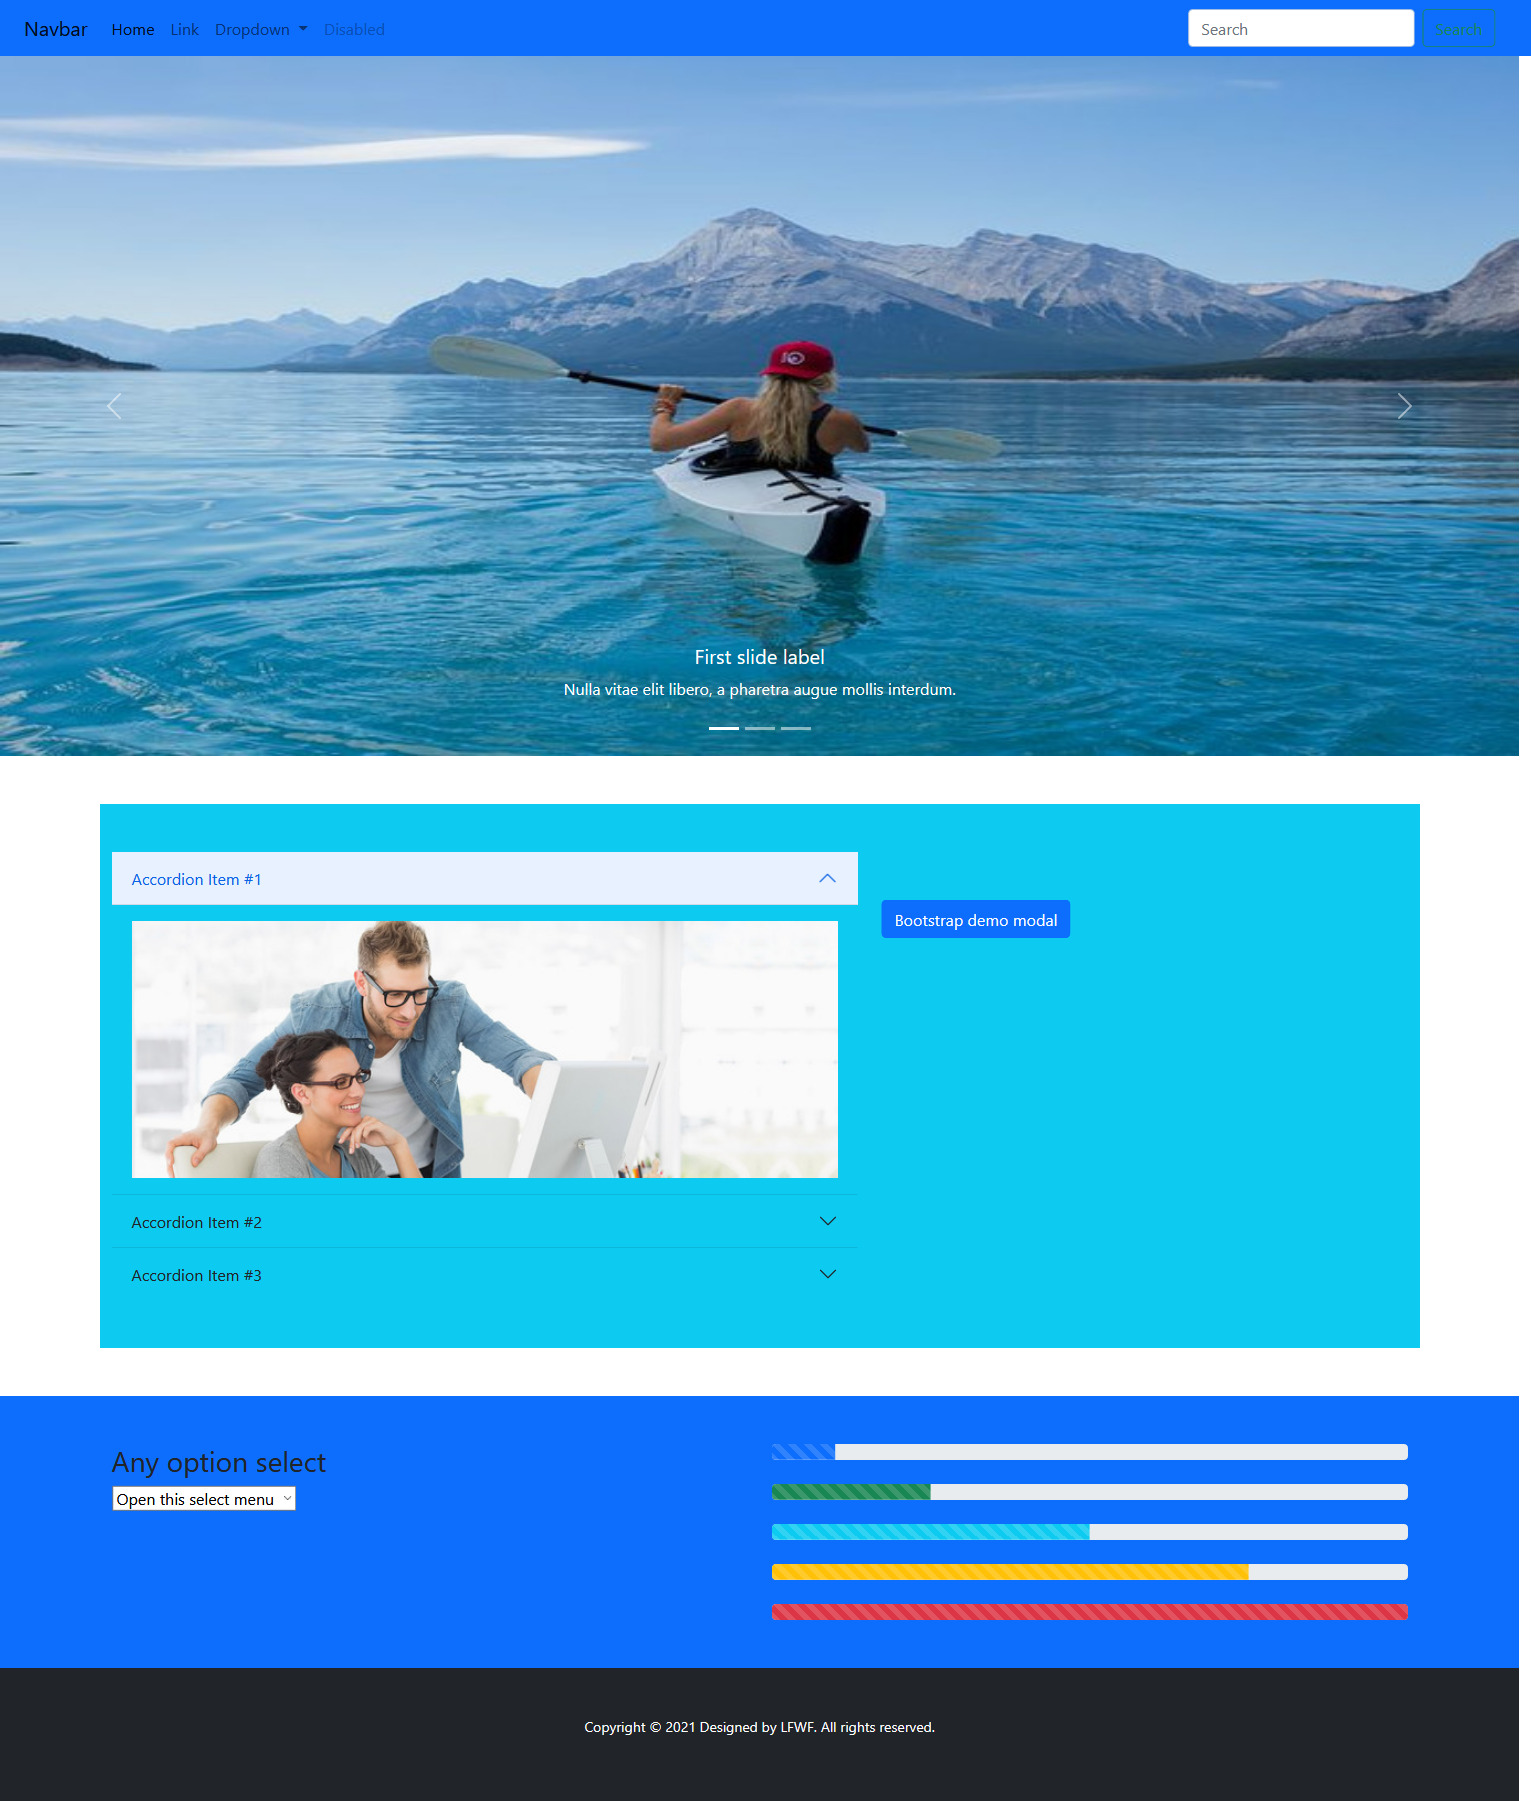 Navbar Home Link Dropdown Disabled Search Search
First slide label
Nulla vitae elit libero, a pharetra augue mollis interdum.
Accordion Item #1
Bootstrap demo modal
Accordion Item #2
Accordion Item #3
Any option select
Open this select menu
Copyright © 2021 Designed by LFWF. All rights reserved.